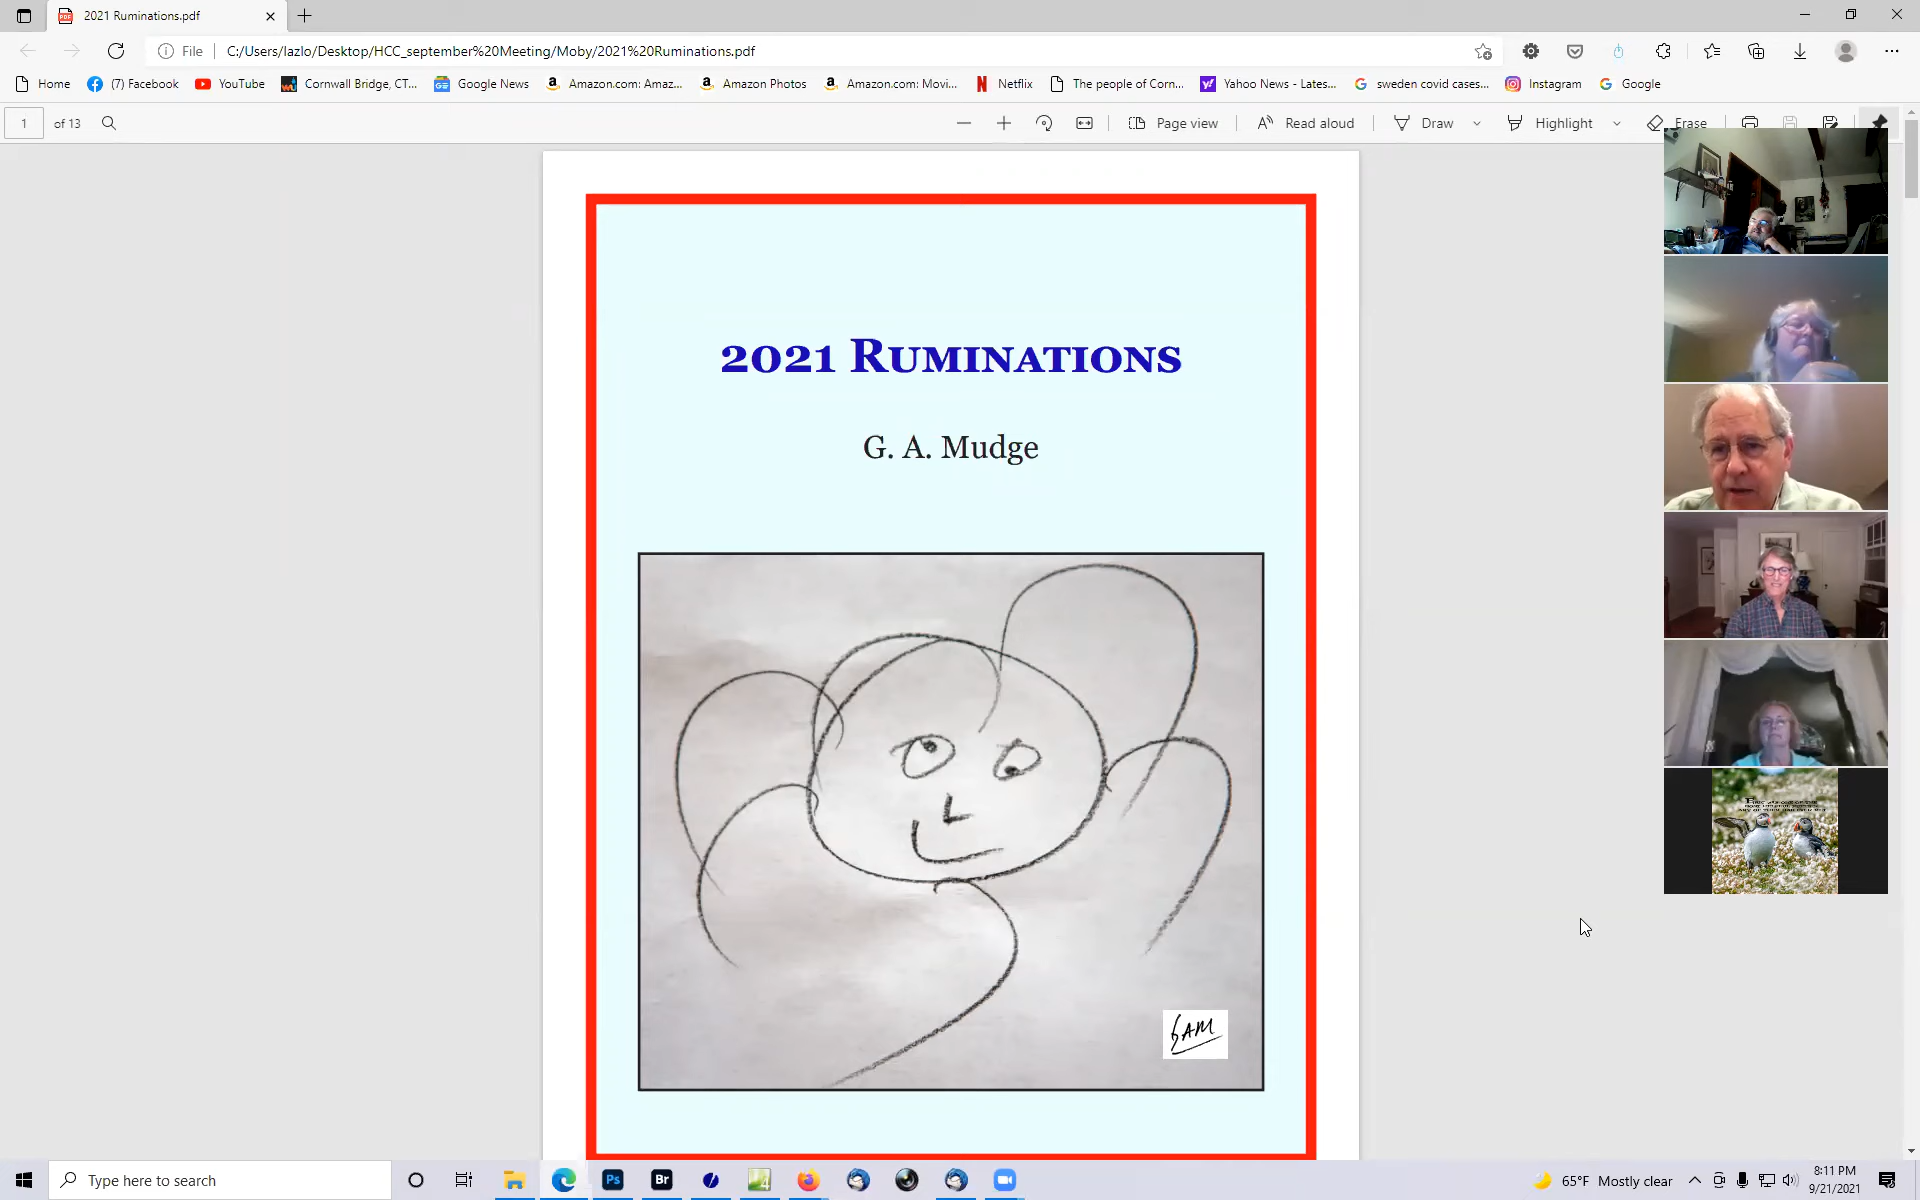 2021 Ruminations.pdf
File
C:/Users/lazlo/Desktop/HCC_september%20Meeting/Moby/2021%20Ruminations.pdf
Home (7) Facebook YouTube Cornwall Bridge, CT... Google News Amazon.com: Amaz... Amazon Photos Amazon.com: Movi... Netflix The people of Corn... Yahoo News - Lates... sweden covid cases... Instagram Google
1 of 13 Page view Read aloud Draw Highlight Erase
2021 RUMINATIONS
G. A. Mudge
GAM
Type here to search
Ps Br
65°F Mostly clear
8:11 PM
9/21/2021